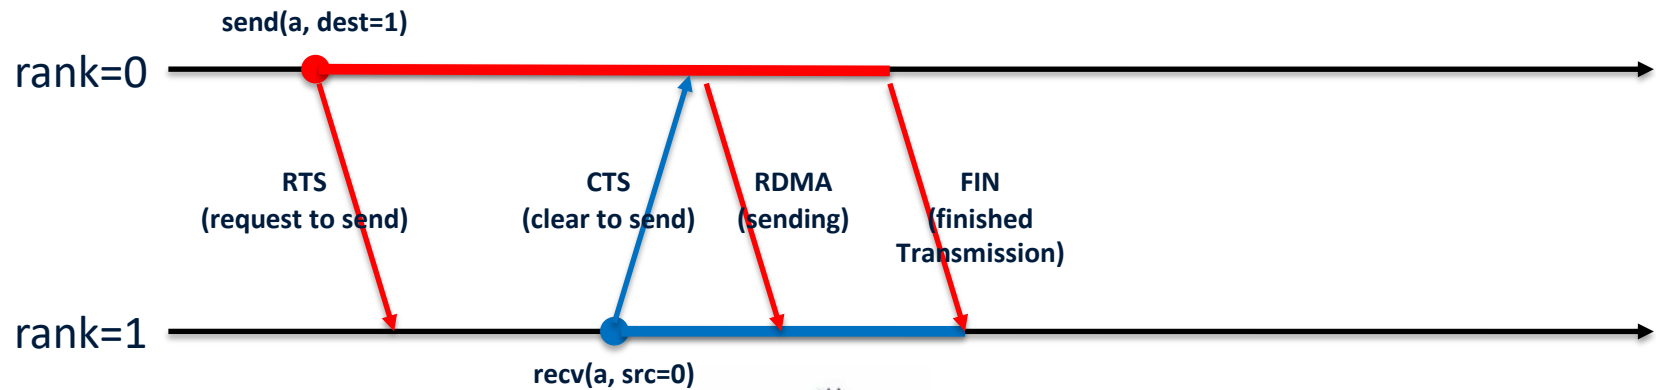 send(a, dest=1)
rank=0
RTS
(request to send)
CTS
(clear to send)
RDMA
(sending)
FIN
(finished
Transmission)
rank=1
recv(a, src=0)